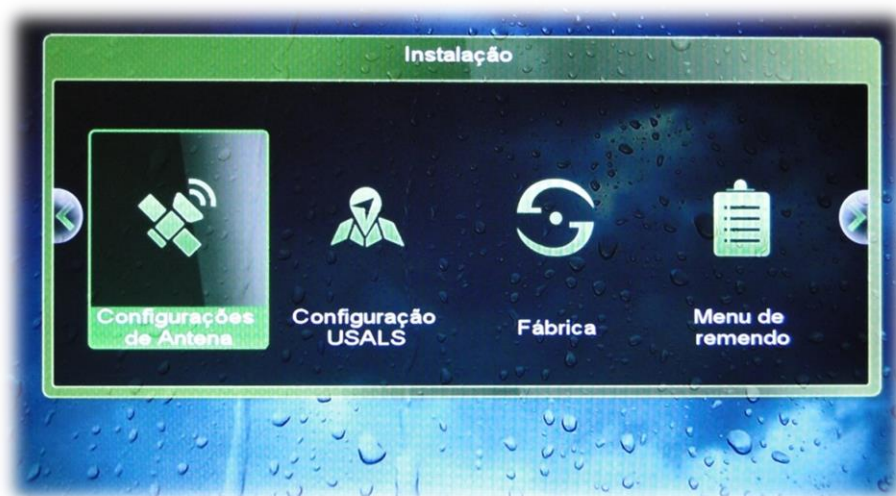 Instalação
Configurações
de Antena
Configuração
USALS
Fábrica
Menu de
remendo